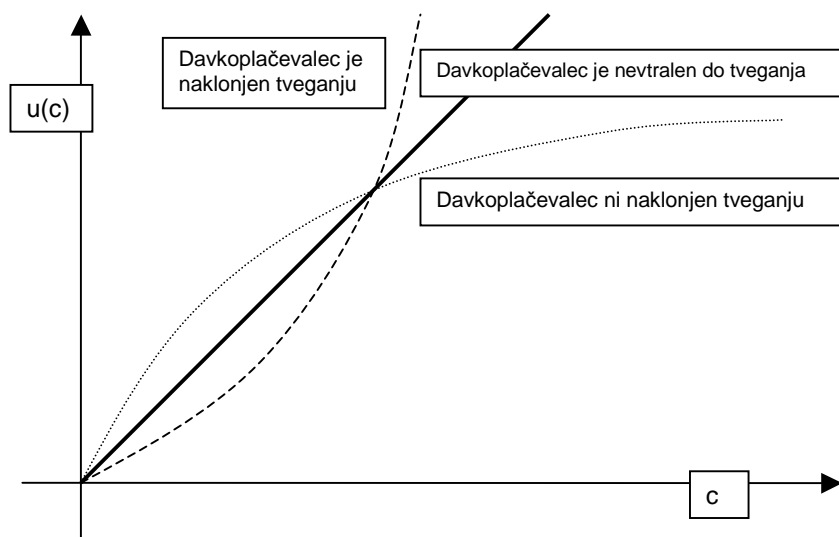 Davkoplačevalec je
naklonjen tveganju
Davkoplačevalec je nevtralen do tveganja
u(c)
Davkoplačevalec ni naklonjen tveganju
c